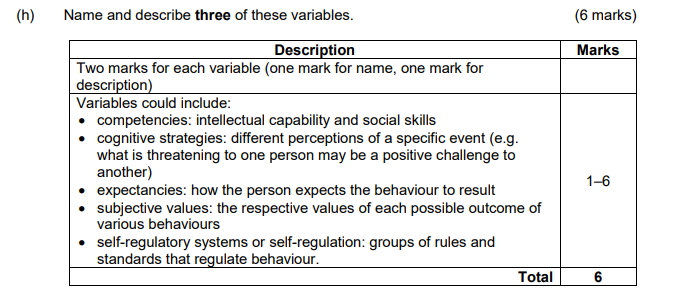 (h) Name and describe three of these variables. (6 marks)
Description Marks
Two marks for each variable (one mark for name, one mark for
description)
Variables could include:
• competencies: intellectual capability and social skills
• cognitive strategies: different perceptions of a specific event (e.g.
what is threatening to one person may be a positive challenge to
another)
• expectancies: how the person expects the behaviour to result
• subjective values: the respective values of each possible outcome of
various behaviours
• self-regulatory systems or self-regulation: groups of rules and
standards that regulate behaviour.
1–6
Total 6